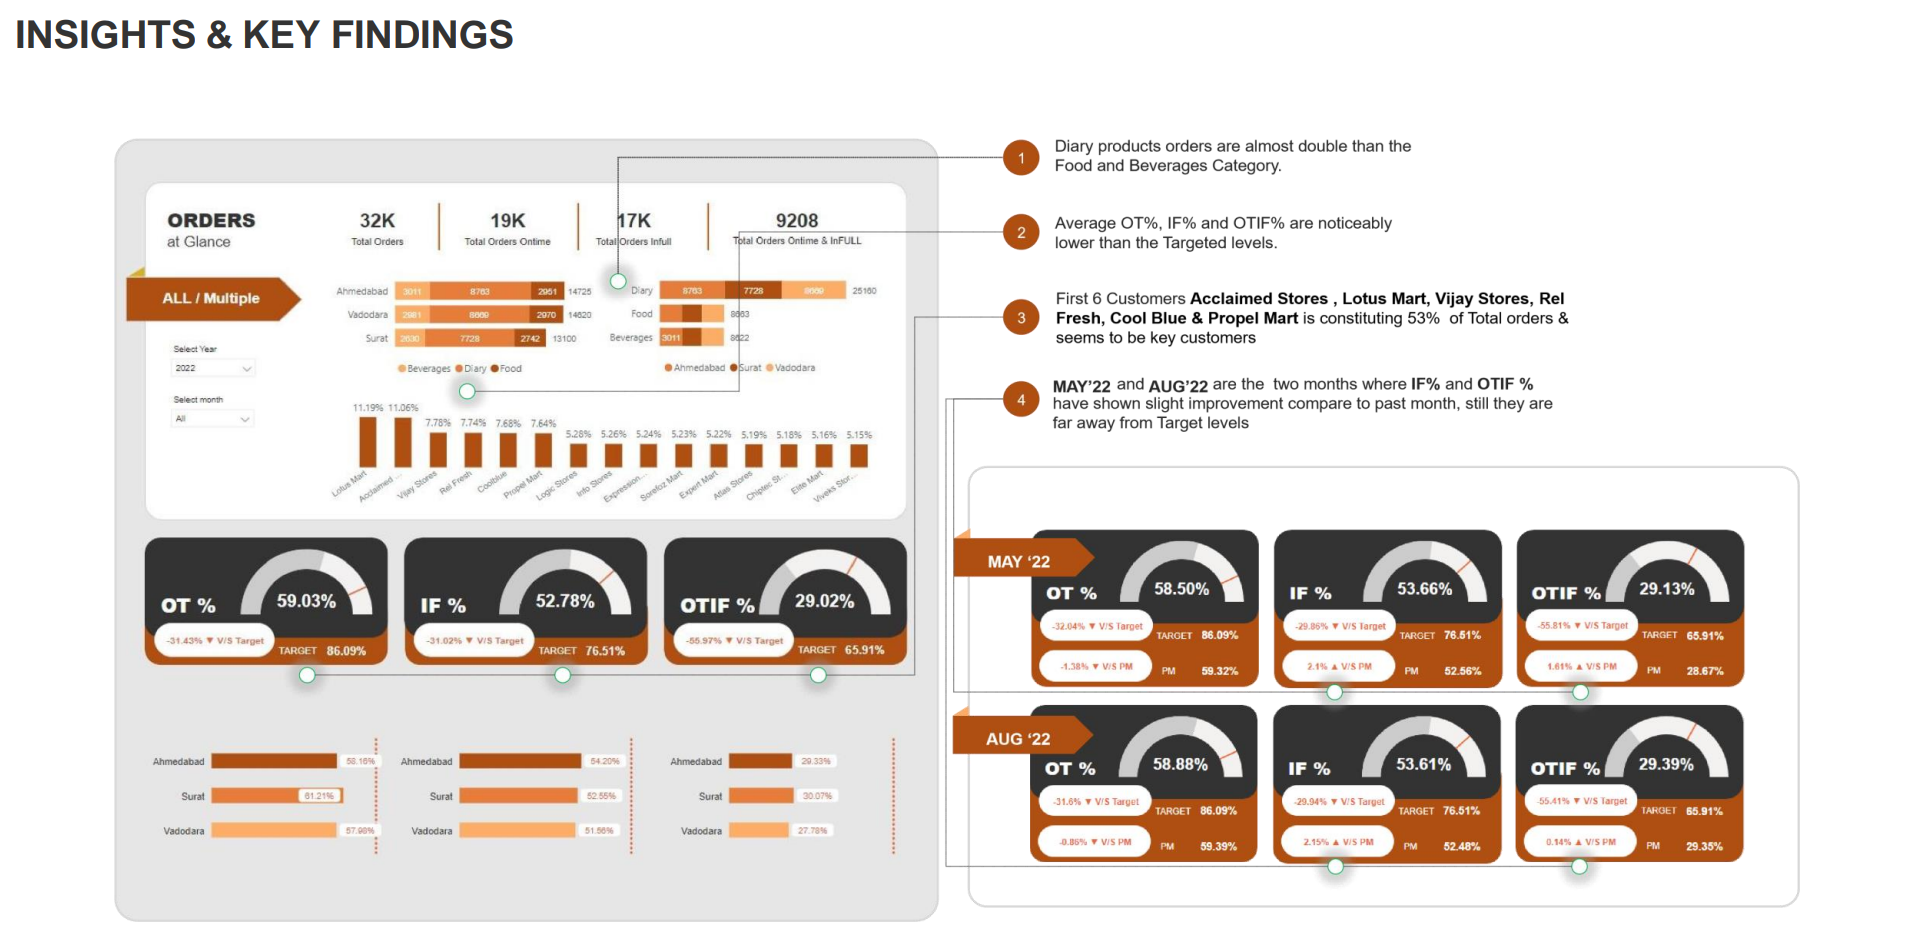 INSIGHTS & KEY FINDINGS
ORDERS
at Glance
32K
Total Orders
19K
Total Orders Ontime
17K
Total Orders Infull
9208
Total Orders Ontime & InFULL
ALL / Multiple
Select Year
2022
Select month
All
Ahmedabad 3011 8763 2951 14725
Vadodara 2981 8669 2970 14620
Surat 2630 7728 2742 13100
Beverages Diary Food
Diary 8763 7728 8669 25160
Food 8663
Beverages 3011 8622
Ahmedabad Surat Vadodara
11.19% 11.06% 7.78% 7.74% 7.68% 7.64% 5.28% 5.26% 5.24% 5.23% 5.22% 5.19% 5.18% 5.16% 5.15%
Lotus Mart Acclaimed ... Vijay Stores Rel Fresh Coolblue Propel Mart Logic Stores Info Stores Expression... Sorefoz Mart Expert Mart Atlas Stores Chiptec St... Elite Mart Viveks Stor...
OT %
59.03%
-31.43% ▼ V/S Target
TARGET 86.09%
IF %
52.78%
-31.02% ▼ V/S Target
TARGET 76.51%
OTIF %
29.02%
-55.97% ▼ V/S Target
TARGET 65.91%
Ahmedabad 58.16%
Surat 61.21%
Vadodara 57.98%
Ahmedabad 54.20%
Surat 52.55%
Vadodara 51.56%
Ahmedabad 29.33%
Surat 30.07%
Vadodara 27.78%
1
Diary products orders are almost double than the
Food and Beverages Category.
2
Average OT%, IF% and OTIF% are noticeably
lower than the Targeted levels.
3
First 6 Customers Acclaimed Stores , Lotus Mart, Vijay Stores, Rel
Fresh, Cool Blue & Propel Mart is constituting 53% of Total orders &
seems to be key customers
4
MAY’22 and AUG’22 are the two months where IF% and OTIF %
have shown slight improvement compare to past month, still they are
far away from Target levels
MAY ‘22
OT %
58.50%
-32.04% ▼ V/S Target
TARGET 86.09%
-1.38% ▼ V/S PM
PM 59.32%
IF %
53.66%
-29.86% ▼ V/S Target
TARGET 76.51%
2.1% ▲ V/S PM
PM 52.56%
OTIF %
29.13%
-55.81% ▼ V/S Target
TARGET 65.91%
1.61% ▲ V/S PM
PM 28.67%
AUG ‘22
OT %
58.88%
-31.6% ▼ V/S Target
TARGET 86.09%
-0.86% ▼ V/S PM
PM 59.39%
IF %
53.61%
-29.94% ▼ V/S Target
TARGET 76.51%
2.15% ▲ V/S PM
PM 52.48%
OTIF %
29.39%
-55.41% ▼ V/S Target
TARGET 65.91%
0.14% ▲ V/S PM
PM 29.35%